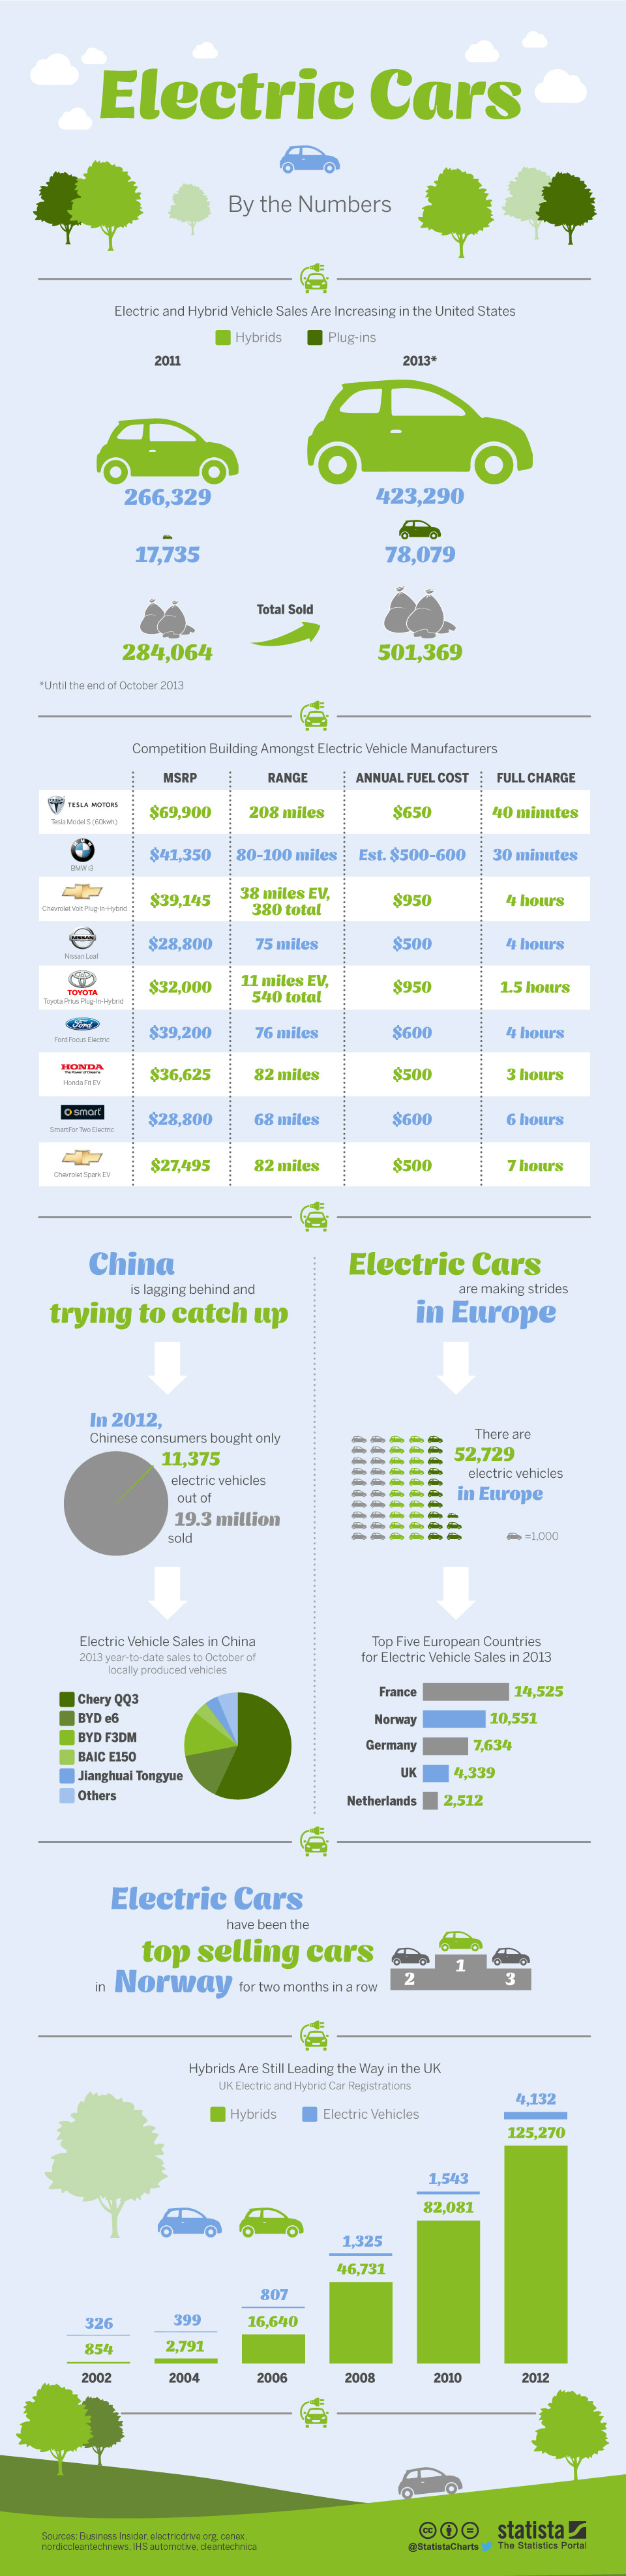 Electric Cars
By the Numbers
Electric and Hybrid Vehicle Sales Are Increasing in the United States
Hybrids Plug-ins
2011 2013*
266,329 423,290
17,735 78,079
Total Sold
284,064 501,369
*Until the end of October 2013
Competition Building Amongst Electric Vehicle Manufacturers
MSRP RANGE ANNUAL FUEL COST FULL CHARGE
TESLA MOTORS
Tesla Model S (60kwh)
$69,900 208 miles $650 40 minutes
BMW
BMW i3
$41,350 80-100 miles Est. $500-600 30 minutes
Chevrolet Volt Plug-In-Hybrid
$39,145 38 miles EV, 380 total $950 4 hours
NISSAN
Nissan Leaf
$28,800 75 miles $500 4 hours
TOYOTA
Toyota Prius Plug-In-Hybrid
$32,000 11 miles EV, 540 total $950 1.5 hours
Ford
Ford Focus Electric
$39,200 76 miles $600 4 hours
HONDA
The Power of Dreams
Honda Fit EV
$36,625 82 miles $500 3 hours
smart
SmartFor Two Electric
$28,800 68 miles $600 6 hours
Chevrolet Spark EV
$27,495 82 miles $500 7 hours
China
is lagging behind and
trying to catch up
In 2012,
Chinese consumers bought only
11,375
electric vehicles
out of
19.3 million
sold
Electric Vehicle Sales in China
2013 year-to-date sales to October of
locally produced vehicles
Chery QQ3
BYD e6
BYD F3DM
BAIC E150
Jianghuai Tongyue
Others
Electric Cars
are making strides
in Europe
There are
52,729
electric vehicles
in Europe
=1,000
Top Five European Countries
for Electric Vehicle Sales in 2013
France 14,525
Norway 10,551
Germany 7,634
UK 4,339
Netherlands 2,512
Electric Cars
have been the
top selling cars
in Norway for two months in a row
2 1 3
Hybrids Are Still Leading the Way in the UK
UK Electric and Hybrid Car Registrations
Hybrids Electric Vehicles
326 399 807 1,325 1,543 4,132
854 2,791 16,640 46,731 82,081 125,270
2002 2004 2006 2008 2010 2012
Sources: Business Insider, electricdrive.org, cenex,
nordiccleantechnews, IHS automotive, cleantechnica
cc
@StatistaCharts
statista
The Statistics Portal